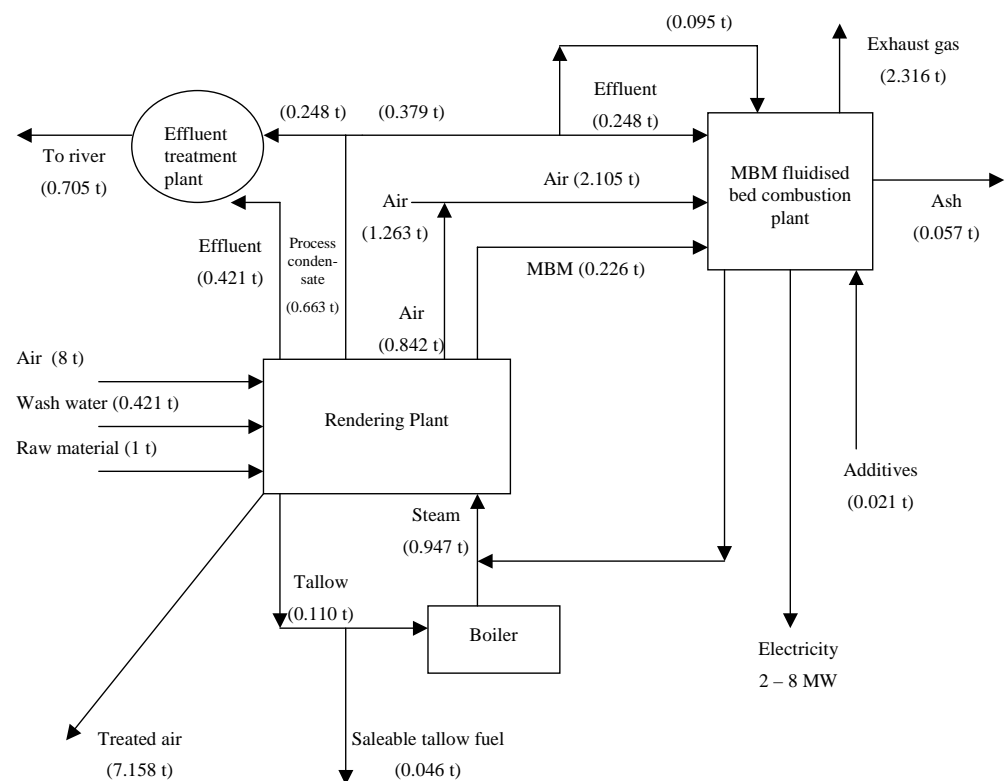 (0.095 t)
Exhaust gas
(2.316 t)
Effluent
(0.248 t)
(0.248 t)
(0.379 t)
Effluent
treatment
plant
To river
(0.705 t)
MBM fluidised
bed combustion
plant
Air (2.105 t)
Air
(1.263 t)
Ash
(0.057 t)
Effluent
(0.421 t)
Process
conden-
sate
(0.663 t)
MBM (0.226 t)
Air
(0.842 t)
Air (8 t)
Wash water (0.421 t)
Raw material (1 t)
Rendering Plant
Additives
(0.021 t)
Steam
(0.947 t)
Tallow
(0.110 t)
Boiler
Electricity
2 – 8 MW
Treated air
(7.158 t)
Saleable tallow fuel
(0.046 t)